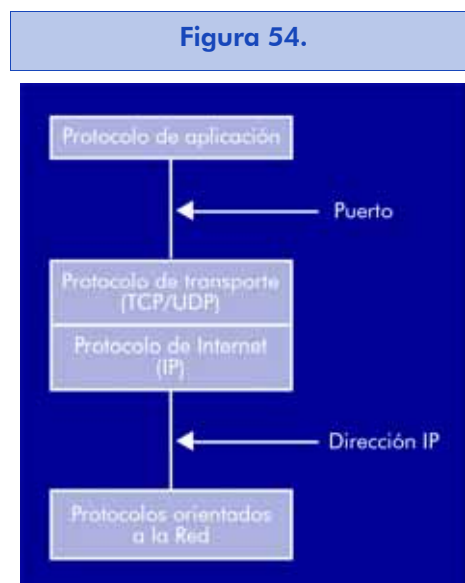 Figura 54.
Protocolo de aplicación
Puerto
Protocolo de transporte
(TCP/UDP)
Protocolo de Internet
(IP)
Dirección IP
Protocolos orientados
a la Red